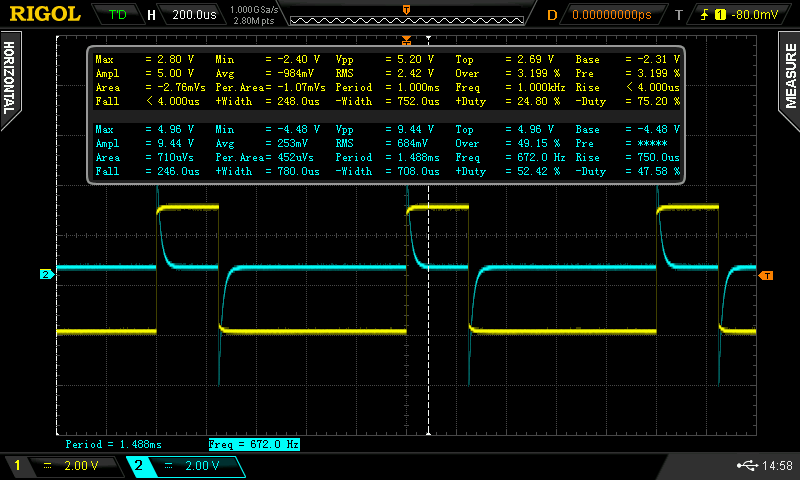 RIGOL T'D H 200.0us 1.000GSa/s 2.80M pts D 0.00000000ps T 1 -80.0mV
HORIZONTAL
MEASURE
T
Max = 2.80 V Min = -2.40 V Vpp = 5.20 V Top = 2.69 V Base = -2.31 V
Ampl = 5.00 V Avg = -984mV RMS = 2.42 V Over = 3.199 % Pre = 3.199 %
Area = -2.76mVs Per.Area= -1.07mVs Period = 1.000ms Freq = 1.000kHz Rise < 4.000us
Fall < 4.000us +Width = 248.0us -Width = 752.0us +Duty = 24.80 % -Duty = 75.20 %
Max = 4.96 V Min = -4.48 V Vpp = 9.44 V Top = 4.96 V Base = -4.48 V
Ampl = 9.44 V Avg = 253mV RMS = 684mV Over = 49.15 % Pre = *****
Area = 710uVs Per.Area= 452uVs Period = 1.488ms Freq = 672.0 Hz Rise = 750.0us
Fall = 246.0us +Width = 780.0us -Width = 708.0us +Duty = 52.42 % -Duty = 47.58 %
2
T
Period = 1.488ms Freq = 672.0 Hz
1 = 2.00 V 2 = 2.00 V 14:58